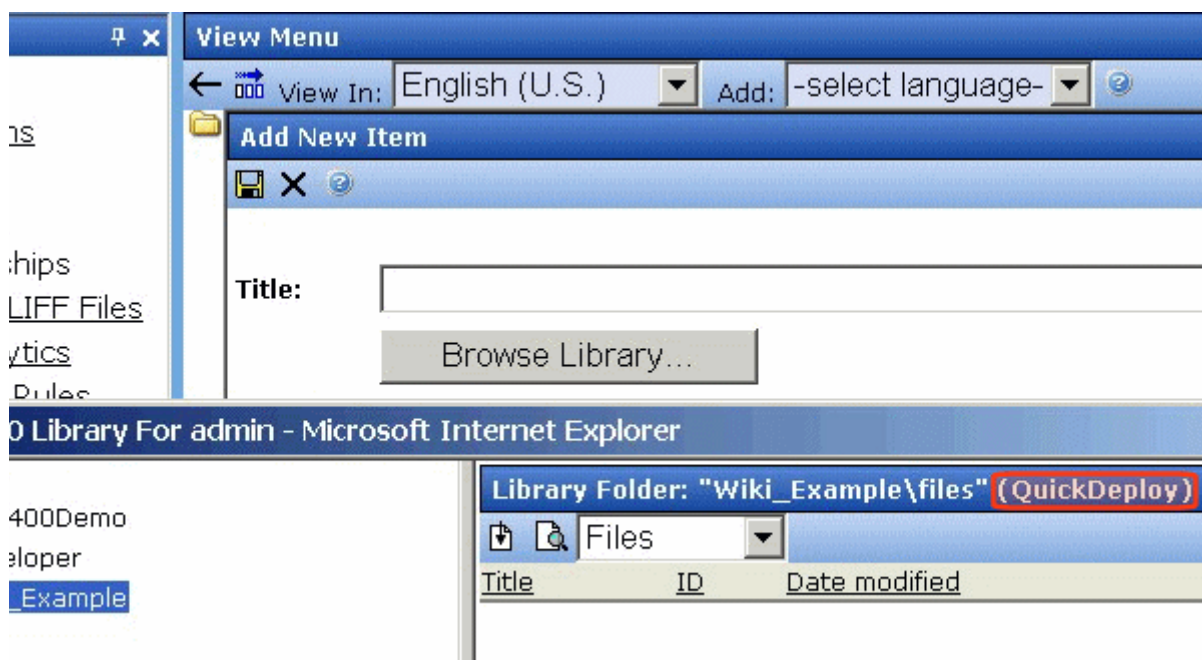 View Menu
View In: English (U.S.) Add: -select language-
Add New Item
ns
ships
LIFF Files
ytics
Rules
Title:
Browse Library...
0 Library For admin - Microsoft Internet Explorer
400Demo
eloper
_Example
Library Folder: "Wiki_Example\files" (QuickDeploy)
Files
Title ID Date modified